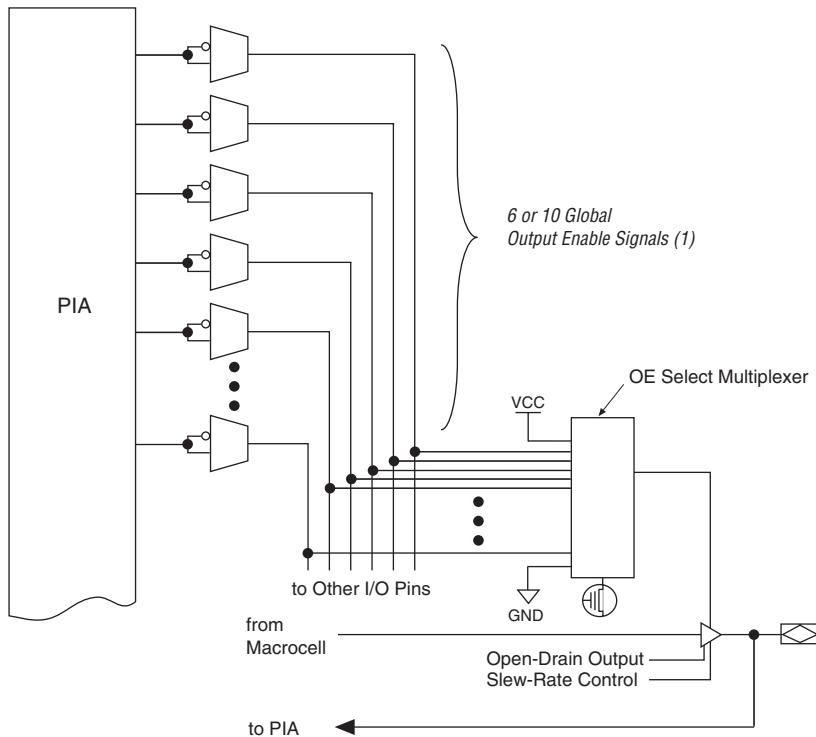 PIA
6 or 10 Global
Output Enable Signals (1)
OE Select Multiplexer
VCC
to Other I/O Pins
GND
from
Macrocell
Open-Drain Output
Slew-Rate Control
to PIA